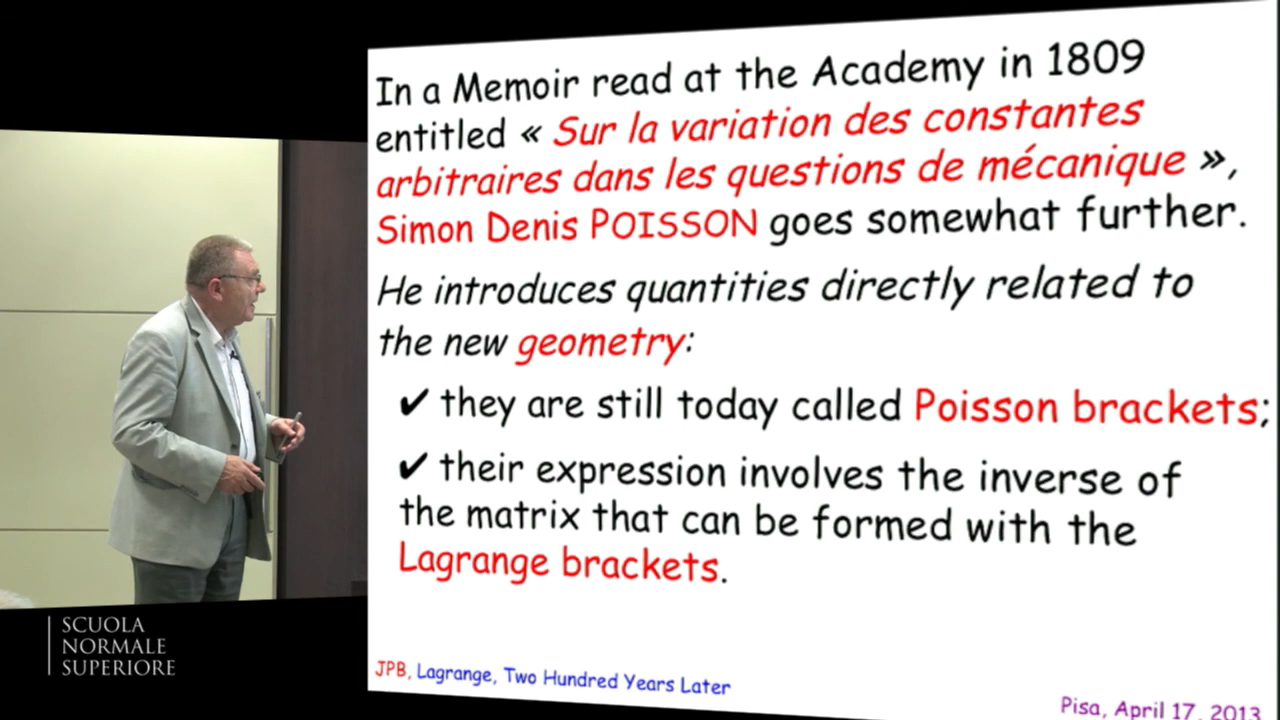 In a Memoir read at the Academy in 1809
entitled « Sur la variation des constantes
arbitraires dans les questions de mécanique »,
Simon Denis POISSON goes somewhat further.
He introduces quantities directly related to
the new geometry:
✔ they are still today called Poisson brackets;
✔ their expression involves the inverse of
the matrix that can be formed with the
Lagrange brackets.
JPB, Lagrange, Two Hundred Years Later
Pisa, April 17, 2013
SCUOLA
NORMALE
SUPERIORE